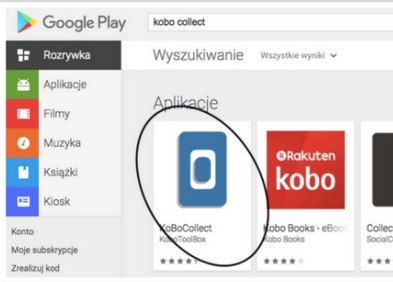 Google Play
kobo collect
Rozrywka
Wyszukiwanie
Wszystkie wyniki
Aplikacje
Aplikacje
Filmy
Muzyka
Książki
Kiosk
Rakuten
kobo
KoBoCollect
KoBoToolBox
Kobo Books - eBoo
Kobo Books
Collec
SocialC
Konto
Moje subskrypcje
Zrealizuj kod